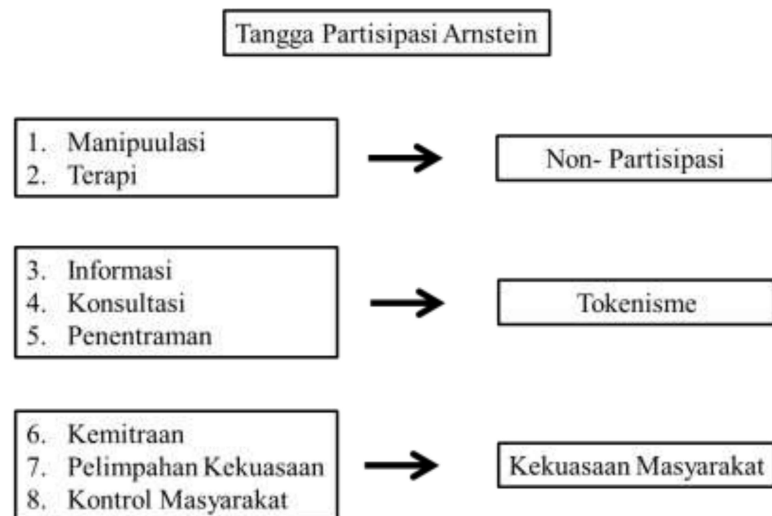 Tangga Partisipasi Arnstein
1. Manipuulasi
2. Terapi
Non- Partisipasi
3. Informasi
4. Konsultasi
5. Penentraman
Tokenisme
6. Kemitraan
7. Pelimpahan Kekuasaan
8. Kontrol Masyarakat
Kekuasaan Masyarakat